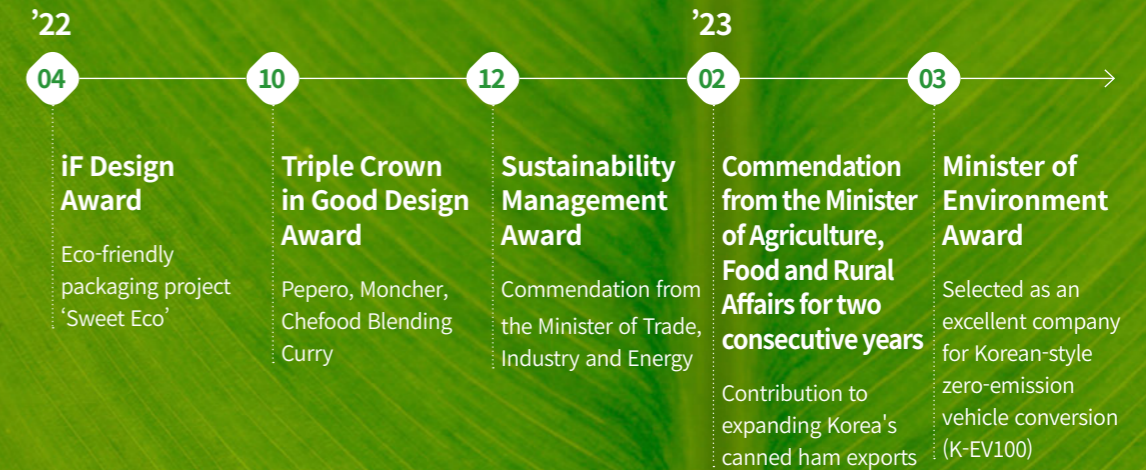 ’22
04
iF Design
Award
Eco-friendly
packaging project
‘Sweet Eco’
10
Triple Crown
in Good Design
Award
Pepero, Moncher,
Chefood Blending
Curry
12
Sustainability
Management
Award
Commendation from
the Minister of Trade,
Industry and Energy
’23
02
Commendation
from the Minister
of Agriculture,
Food and Rural
Affairs for two
consecutive years
Contribution to
expanding Korea's
canned ham exports
03
Minister of
Environment
Award
Selected as an
excellent company
for Korean-style
zero-emission
vehicle conversion
(K-EV100)